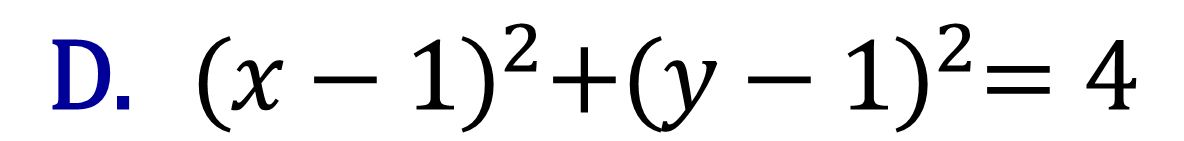 D. (x − 1)²+(y − 1)²= 4